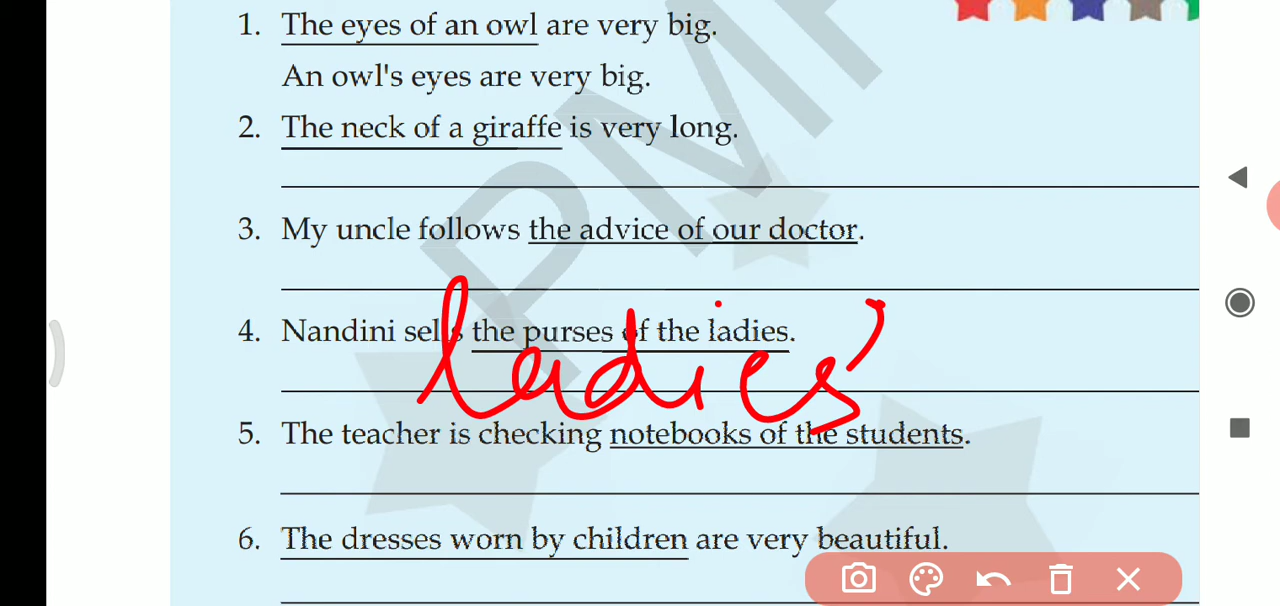 1. The eyes of an owl are very big.
An owl's eyes are very big.
2. The neck of a giraffe is very long.
3. My uncle follows the advice of our doctor.
4. Nandini sells the purses of the ladies.
ladies'
5. The teacher is checking notebooks of the students.
6. The dresses worn by children are very beautiful.